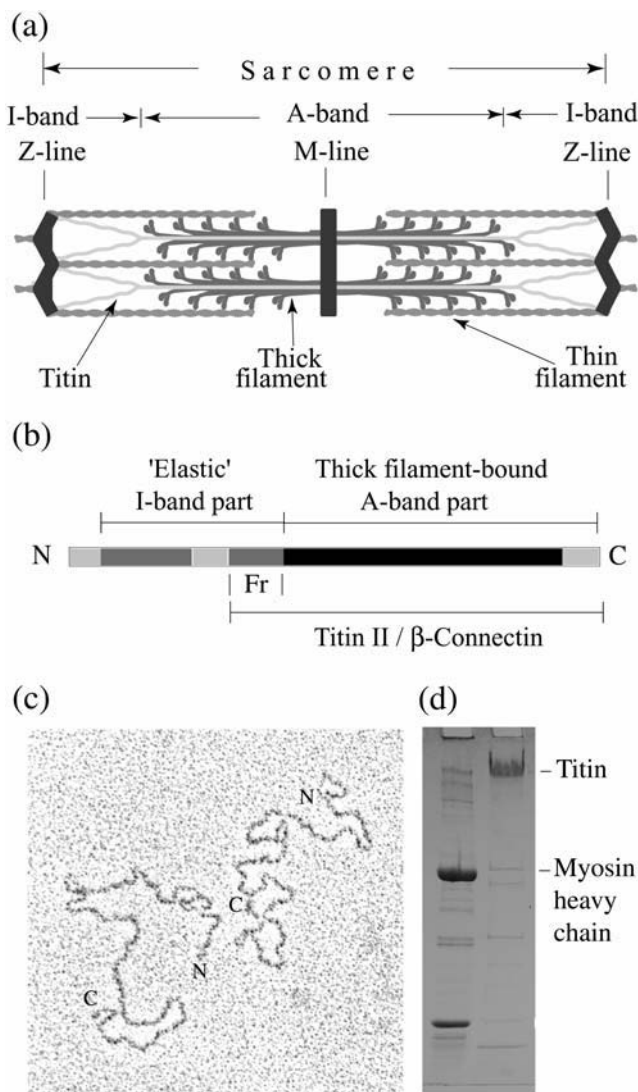 (a)
Sarcomere
I-band A-band I-band
Z-line M-line Z-line
Titin Thick filament Thin filament
(b)
'Elastic' I-band part Thick filament-bound A-band part
N C
Fr
Titin II / β-Connectin
(c) (d)
N
C
N
C
Titin
Myosin heavy chain